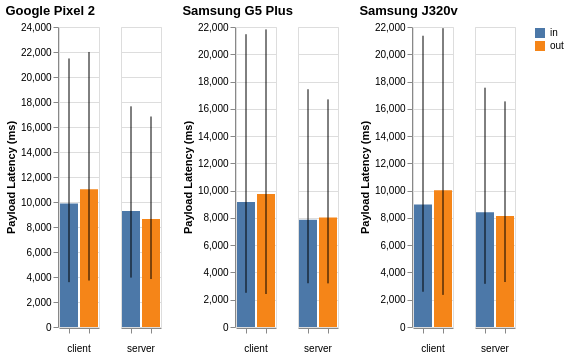 Google Pixel 2
Payload Latency (ms)
24,000
22,000
20,000
18,000
16,000
14,000
12,000
10,000
8,000
6,000
4,000
2,000
0
client
server
Samsung G5 Plus
Payload Latency (ms)
22,000
20,000
18,000
16,000
14,000
12,000
10,000
8,000
6,000
4,000
2,000
0
client
server
Samsung J320v
Payload Latency (ms)
22,000
20,000
18,000
16,000
14,000
12,000
10,000
8,000
6,000
4,000
2,000
0
client
server
in
out